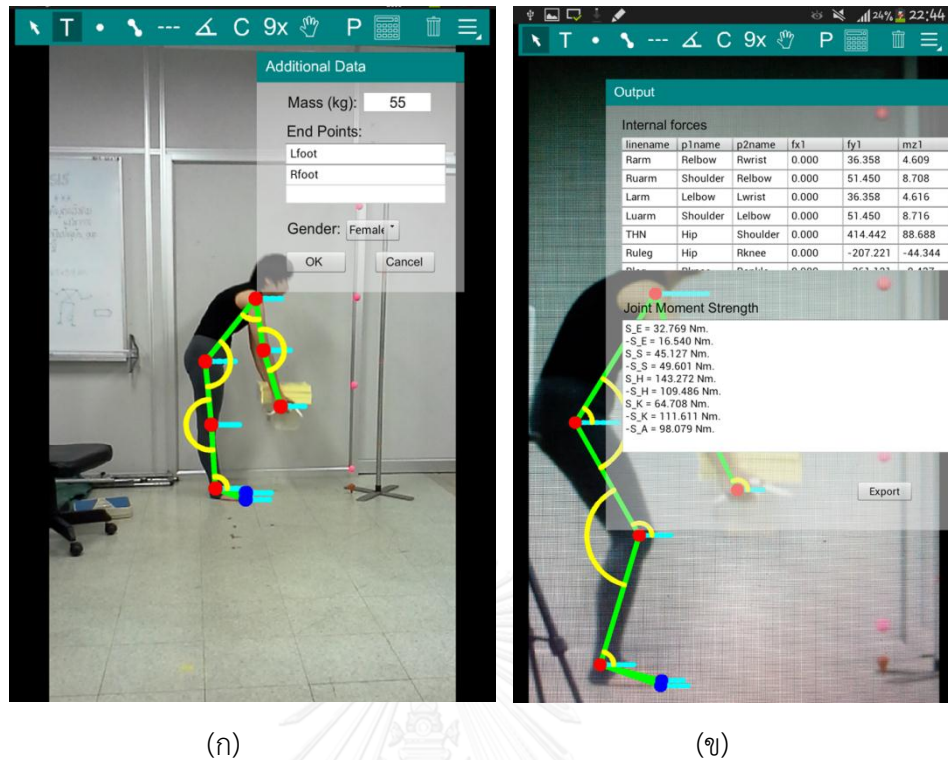 T C 9x P
Additional Data
Mass (kg): 55
End Points:
Lfoot
Rfoot
Gender: Female
OK Cancel
(ก)
24% 22:44
T C 9x P
Output
Internal forces
linename p1name p2name fx1 fy1 mz1
Rarm Relbow Rwrist 0.000 36.358 4.609
Ruarm Shoulder Relbow 0.000 51.450 8.708
Larm Lelbow Lwrist 0.000 36.358 4.616
Luarm Shoulder Lelbow 0.000 51.450 8.716
THN Hip Shoulder 0.000 414.442 88.688
Ruleg Hip Rknee 0.000 -207.221 -44.344
Joint Moment Strength
S_E = 32.769 Nm.
-S_E = 16.540 Nm.
S_S = 45.127 Nm.
-S_S = 49.601 Nm.
S_H = 143.272 Nm.
-S_H = 109.486 Nm.
S_K = 64.708 Nm.
-S_K = 111.611 Nm.
-S_A = 98.079 Nm.
Export
(ข)